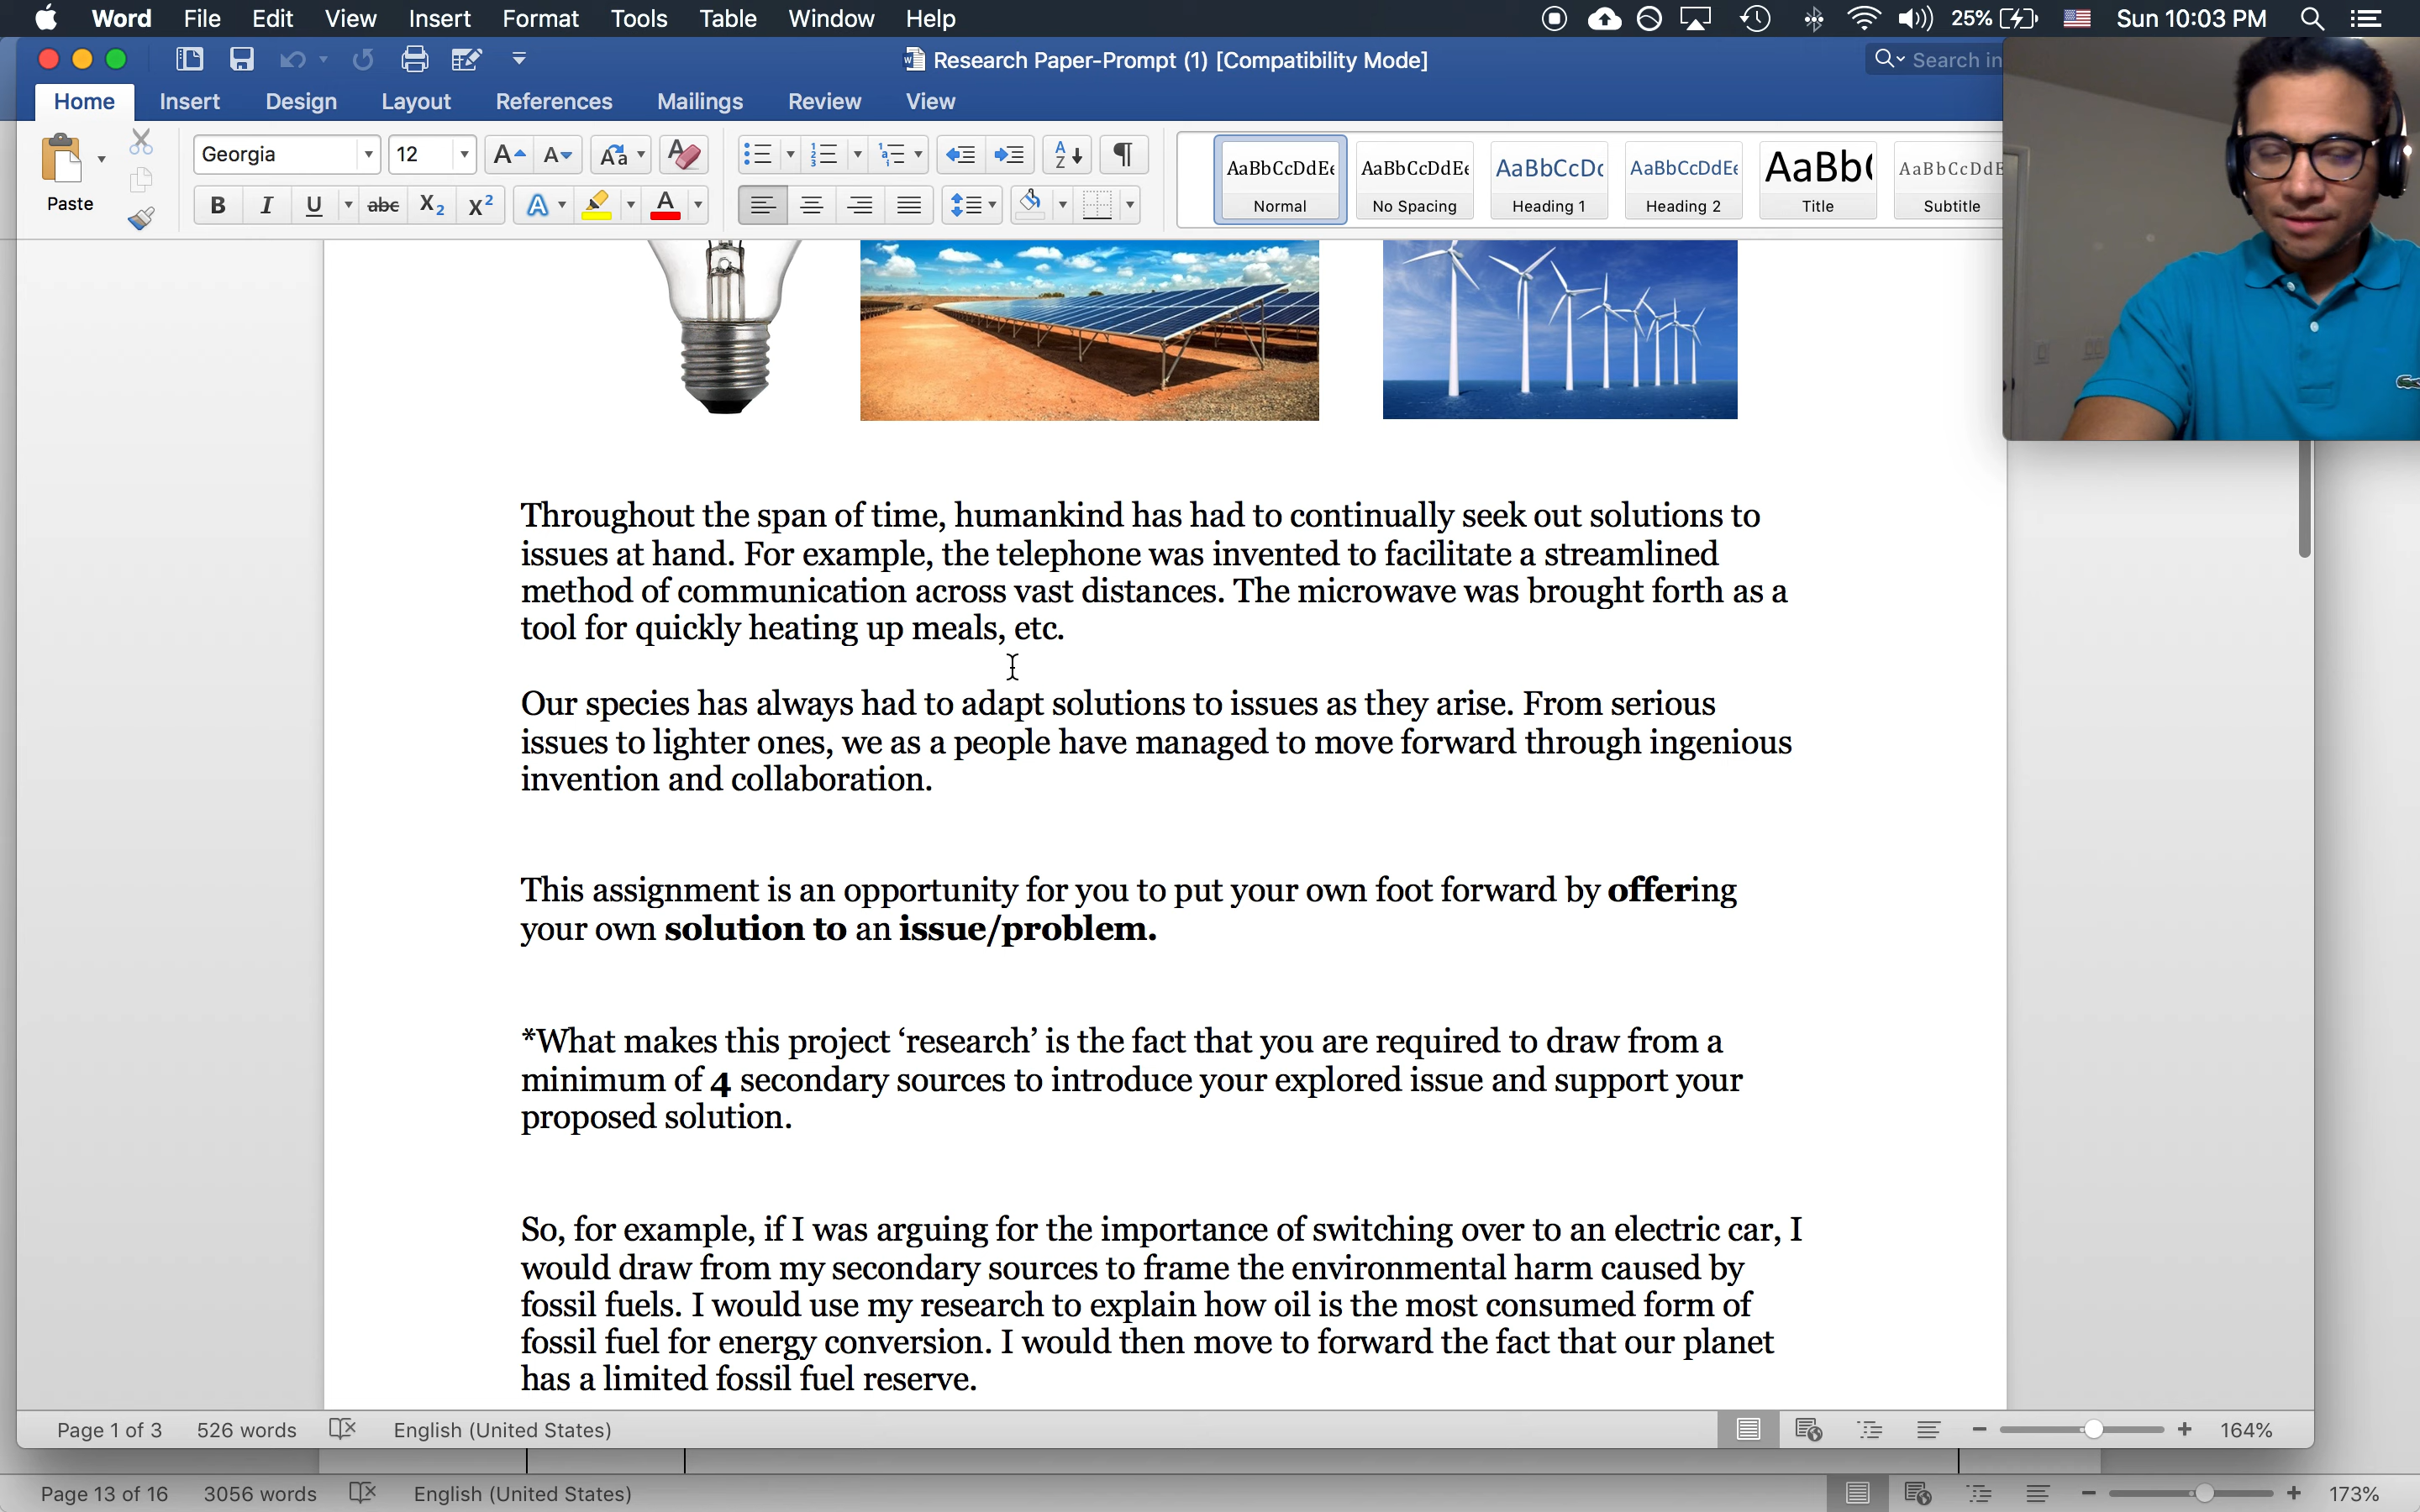 Word File Edit View Insert Format Tools Table Window Help 25% Sun 10:03 PM
Research Paper-Prompt (1) [Compatibility Mode]
Search in
Home Insert Design Layout References Mailings Review View
Paste
Georgia 12
AaBbCcDdEe AaBbCcDdEe AaBbCcDc AaBbCcDdEe AaBb( AaBbCcDdE
Normal No Spacing Heading 1 Heading 2 Title Subtitle
Throughout the span of time, humankind has had to continually seek out solutions to
issues at hand. For example, the telephone was invented to facilitate a streamlined
method of communication across vast distances. The microwave was brought forth as a
tool for quickly heating up meals, etc.
Our species has always had to adapt solutions to issues as they arise. From serious
issues to lighter ones, we as a people have managed to move forward through ingenious
invention and collaboration.
This assignment is an opportunity for you to put your own foot forward by offering
your own solution to an issue/problem.
*What makes this project ‘research’ is the fact that you are required to draw from a
minimum of 4 secondary sources to introduce your explored issue and support your
proposed solution.
So, for example, if I was arguing for the importance of switching over to an electric car, I
would draw from my secondary sources to frame the environmental harm caused by
fossil fuels. I would use my research to explain how oil is the most consumed form of
fossil fuel for energy conversion. I would then move to forward the fact that our planet
has a limited fossil fuel reserve.
Page 1 of 3 526 words English (United States) 164%
Page 13 of 16 3056 words English (United States) 173%